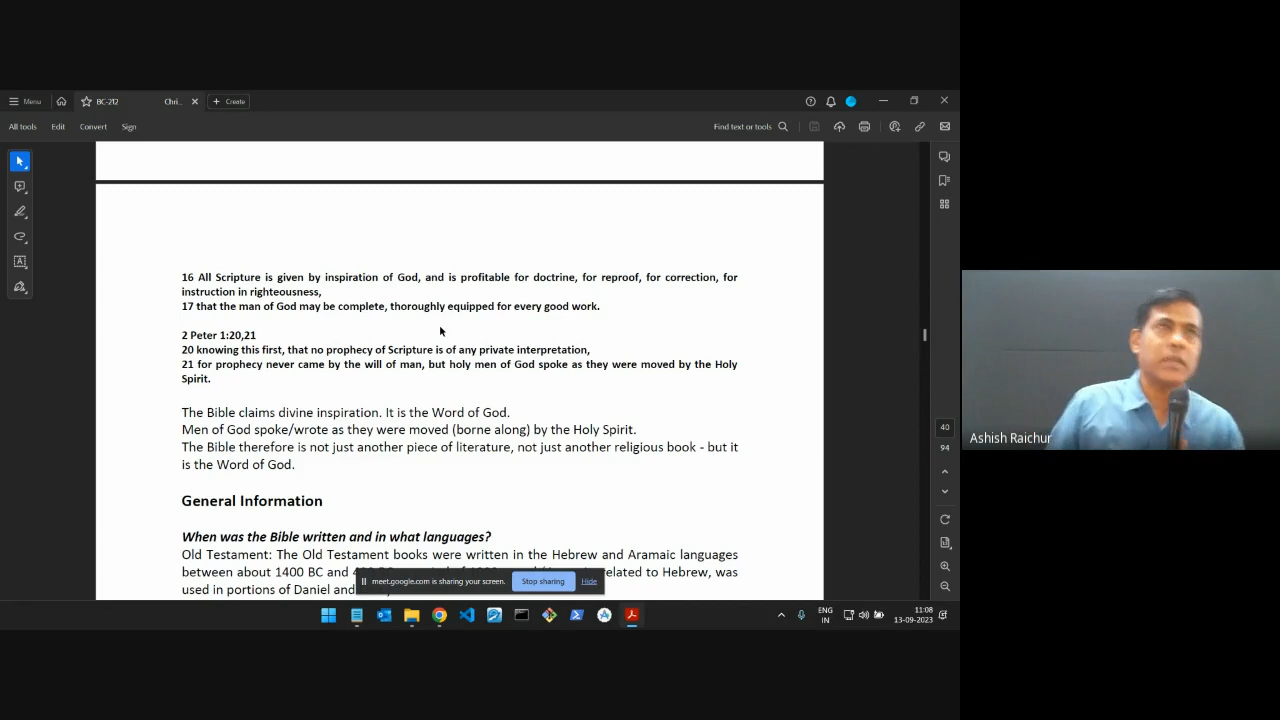 Menu
BC-212
Chri...
Create
All tools
Edit
Convert
Sign
Find text or tools
16 All Scripture is given by inspiration of God, and is profitable for doctrine, for reproof, for correction, for
instruction in righteousness,
17 that the man of God may be complete, thoroughly equipped for every good work.
2 Peter 1:20,21
20 knowing this first, that no prophecy of Scripture is of any private interpretation,
21 for prophecy never came by the will of man, but holy men of God spoke as they were moved by the Holy
Spirit.
The Bible claims divine inspiration. It is the Word of God.
Men of God spoke/wrote as they were moved (borne along) by the Holy Spirit.
The Bible therefore is not just another piece of literature, not just another religious book - but it
is the Word of God.
General Information
When was the Bible written and in what languages?
Old Testament: The Old Testament books were written in the Hebrew and Aramaic languages
between about 1400 BC and related to Hebrew, was
used in portions of Daniel and
meet.google.com is sharing your screen.
Stop sharing
Hide
40
94
Ashish Raichur
ENG
IN
11:08
13-09-2023